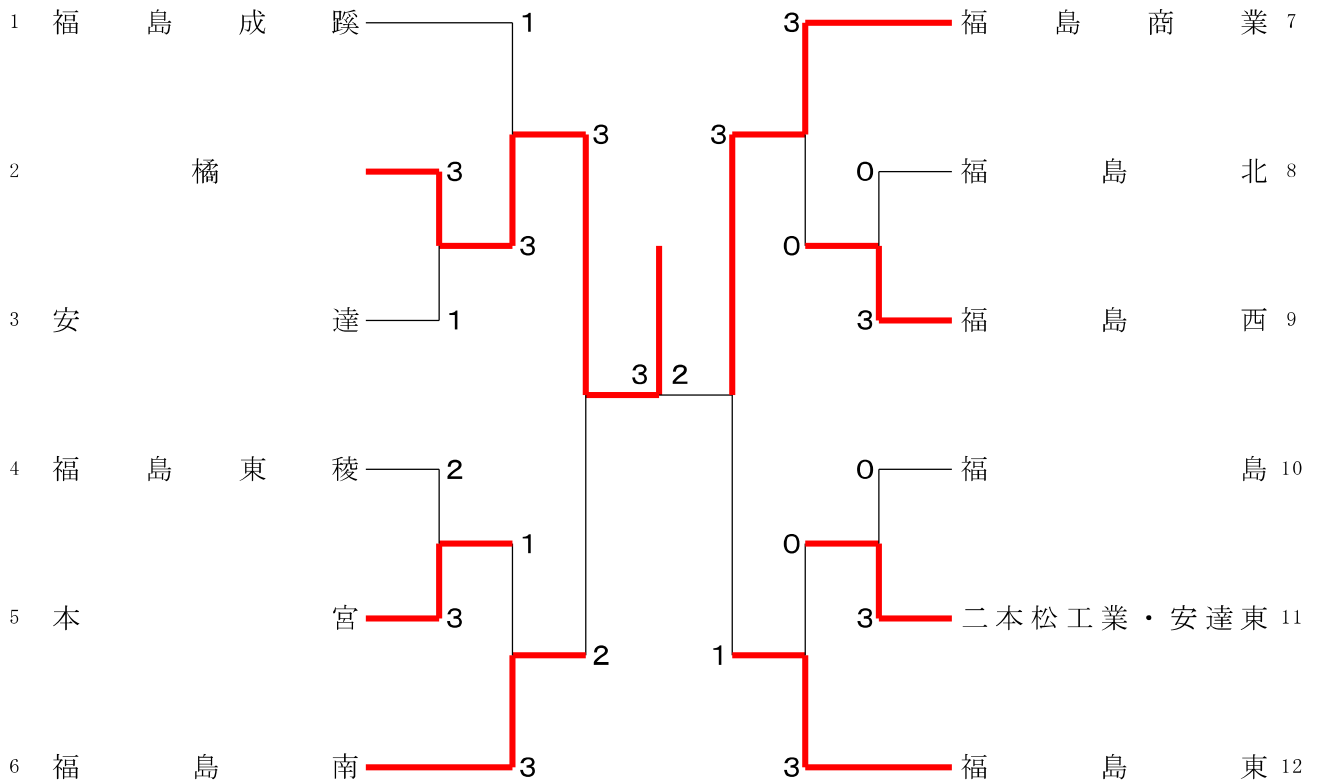 1 福島成蹊 1 3 福島商業 7
3 3
2 橘 3 0 福島北 8
3 0
3 安達 1 3 福島西 9
3 2
4 福島東稜 2 0 福島 10
1 0
5 本宮 3 3 二本松工業・安達東 11
2 1
6 福島南 3 3 福島東 12